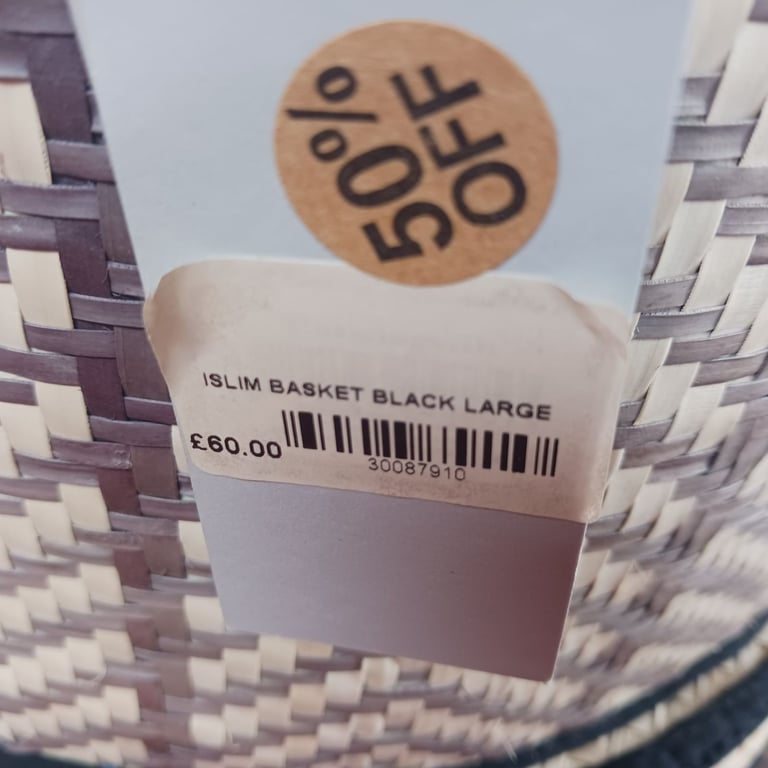 50%
OFF
ISLIM BASKET BLACK LARGE
£60.00
30087910